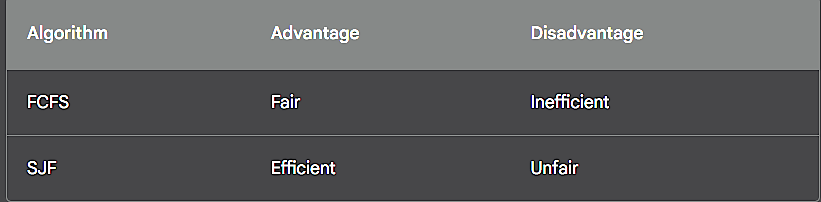 Algorithm Advantage Disadvantage
FCFS Fair Inefficient
SJF Efficient Unfair